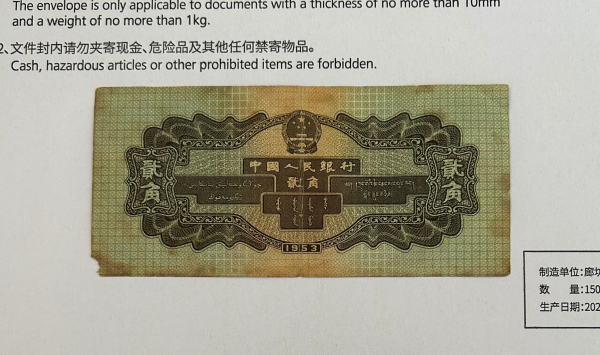 The envelope is only applicable to documents with a thickness of no more than 10mm
and a weight of no more than 1kg.
2、文件封内请勿夹寄现金、危险品及其他任何禁寄物品。
Cash, hazardous articles or other prohibited items are forbidden.
中國人民銀行
貳角
貳角
貳角
1953
制造单位:廊坊
数 量:150
生产日期:202